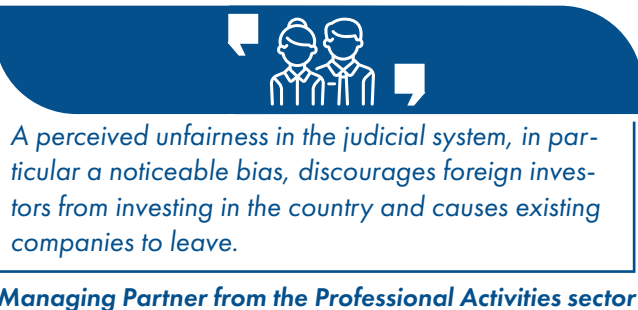 A perceived unfairness in the judicial system, in par-
ticular a noticeable bias, discourages foreign inves-
tors from investing in the country and causes existing
companies to leave.
Managing Partner from the Professional Activities sector